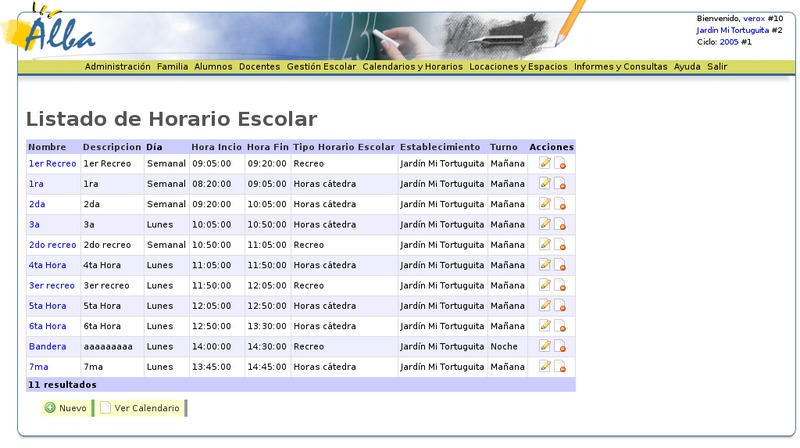 Alba
Bienvenido, verox #10
Jardín Mi Tortuguita #2
Ciclo: 2005 #1
Administración Familia Alumnos Docentes Gestión Escolar Calendarios y Horarios Locaciones y Espacios Informes y Consultas Ayuda Salir
Listado de Horario Escolar
Nombre Descripcion Día Hora Incio Hora Fin Tipo Horario Escolar Establecimiento Turno Acciones
1er Recreo 1er Recreo Semanal 09:05:00 09:20:00 Recreo Jardín Mi Tortuguita Mañana
1ra 1ra Semanal 08:20:00 09:05:00 Horas cátedra Jardín Mi Tortuguita Mañana
2da 2da Semanal 09:20:00 10:05:00 Horas cátedra Jardín Mi Tortuguita Mañana
3a 3a Lunes 10:05:00 10:50:00 Horas cátedra Jardín Mi Tortuguita Mañana
2do recreo 2do recreo Semanal 10:50:00 11:05:00 Recreo Jardín Mi Tortuguita Mañana
4ta Hora 4ta Hora Lunes 11:05:00 11:50:00 Horas cátedra Jardín Mi Tortuguita Mañana
3er recreo 3er recreo Lunes 11:50:00 12:05:00 Recreo Jardín Mi Tortuguita Mañana
5ta Hora 5ta Hora Lunes 12:05:00 12:50:00 Horas cátedra Jardín Mi Tortuguita Mañana
6ta Hora 6ta Hora Lunes 12:50:00 13:30:00 Horas cátedra Jardín Mi Tortuguita Mañana
Bandera aaaaaaaaa Lunes 14:00:00 14:30:00 Recreo Jardín Mi Tortuguita Noche
7ma 7ma Lunes 13:45:00 14:45:00 Horas cátedra Jardín Mi Tortuguita Mañana
11 resultados
Nuevo Ver Calendario